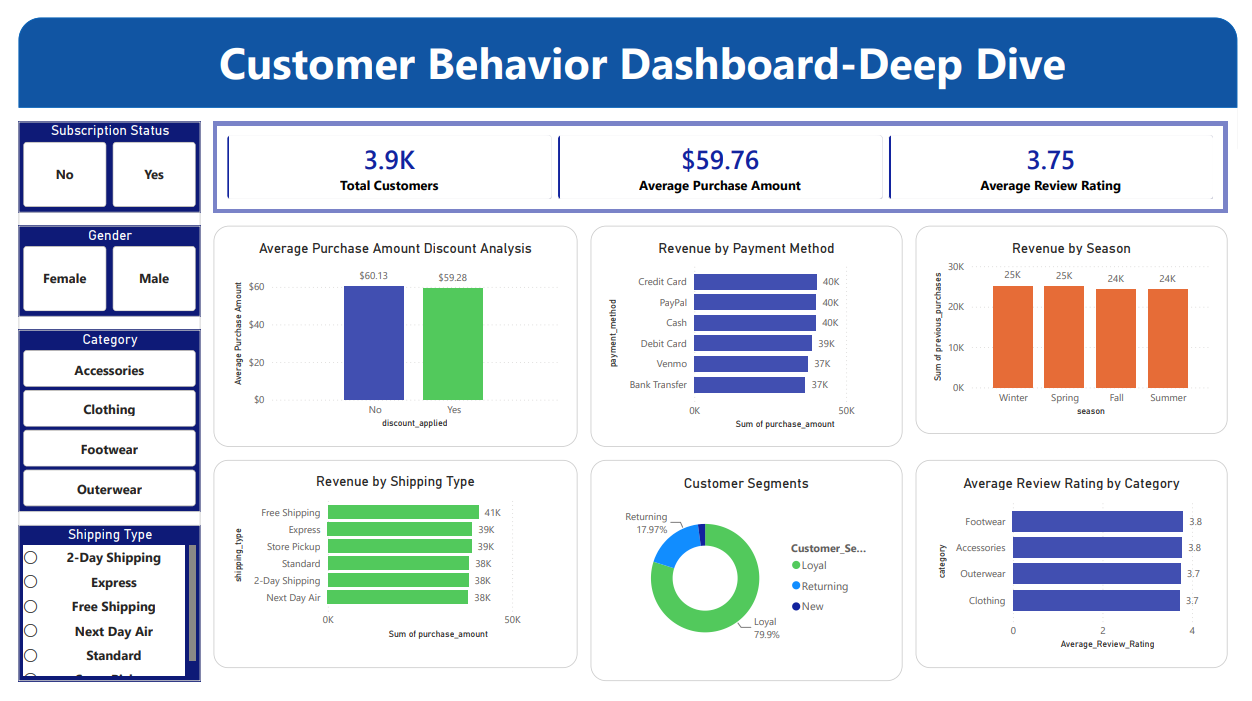 Customer Behavior Dashboard-Deep Dive
Subscription Status
No
Yes
Gender
Female
Male
Category
Accessories
Clothing
Footwear
Outerwear
Shipping Type
2-Day Shipping
Express
Free Shipping
Next Day Air
Standard
3.9K
Total Customers
$59.76
Average Purchase Amount
3.75
Average Review Rating
Average Purchase Amount Discount Analysis
Average Purchase Amount
$60
$40
$20
$0
$60.13
$59.28
No
Yes
discount_applied
Revenue by Payment Method
payment_method
Credit Card 40K
PayPal 40K
Cash 40K
Debit Card 39K
Venmo 37K
Bank Transfer 37K
0K 50K
Sum of purchase_amount
Revenue by Season
Sum of previous_purchases
30K
20K
10K
0K
25K 25K 24K 24K
Winter Spring Fall Summer
season
Revenue by Shipping Type
shipping_type
Free Shipping 41K
Express 39K
Store Pickup 39K
Standard 38K
2-Day Shipping 38K
Next Day Air 38K
0K 50K
Sum of purchase_amount
Customer Segments
Returning
17.97%
Loyal
79.9%
Customer_Se...
Loyal
Returning
New
Average Review Rating by Category
category
Footwear 3.8
Accessories 3.8
Outerwear 3.7
Clothing 3.7
0 2 4
Average_Review_Rating